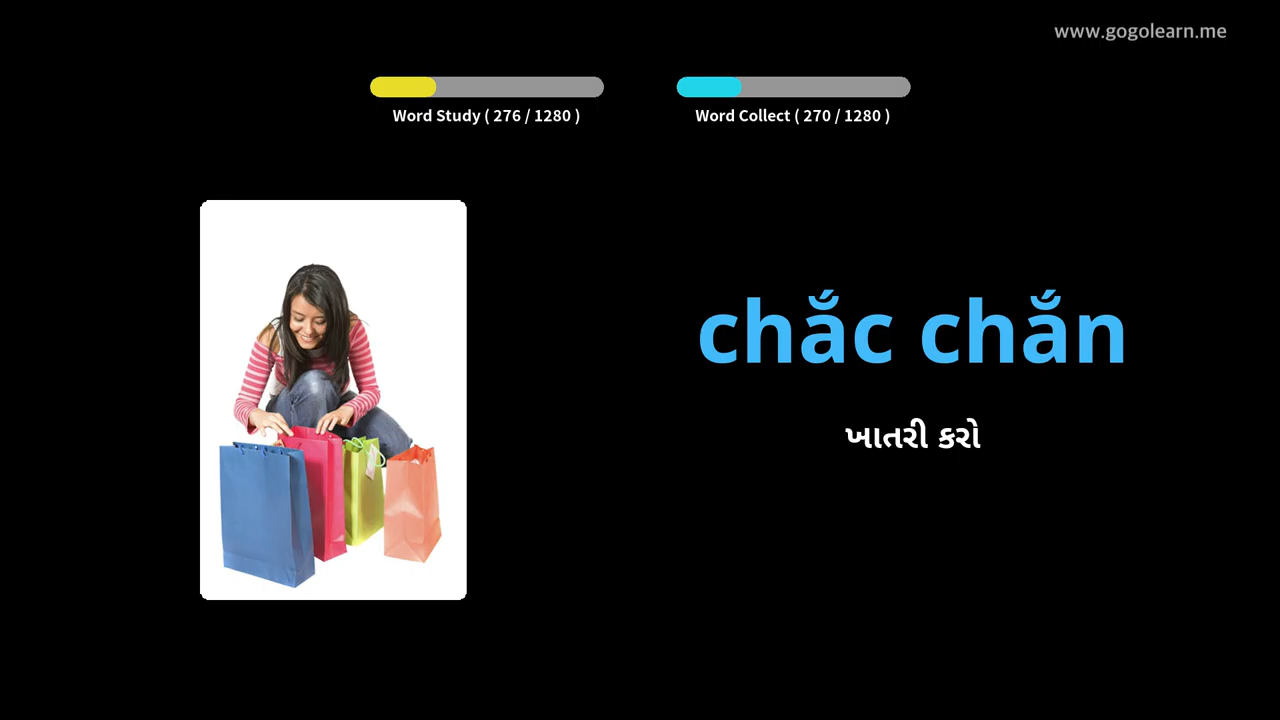 www.gogolearn.me
Word Study ( 276 / 1280 )
Word Collect ( 270 / 1280 )
chắc chắn
ખાતરી કરો